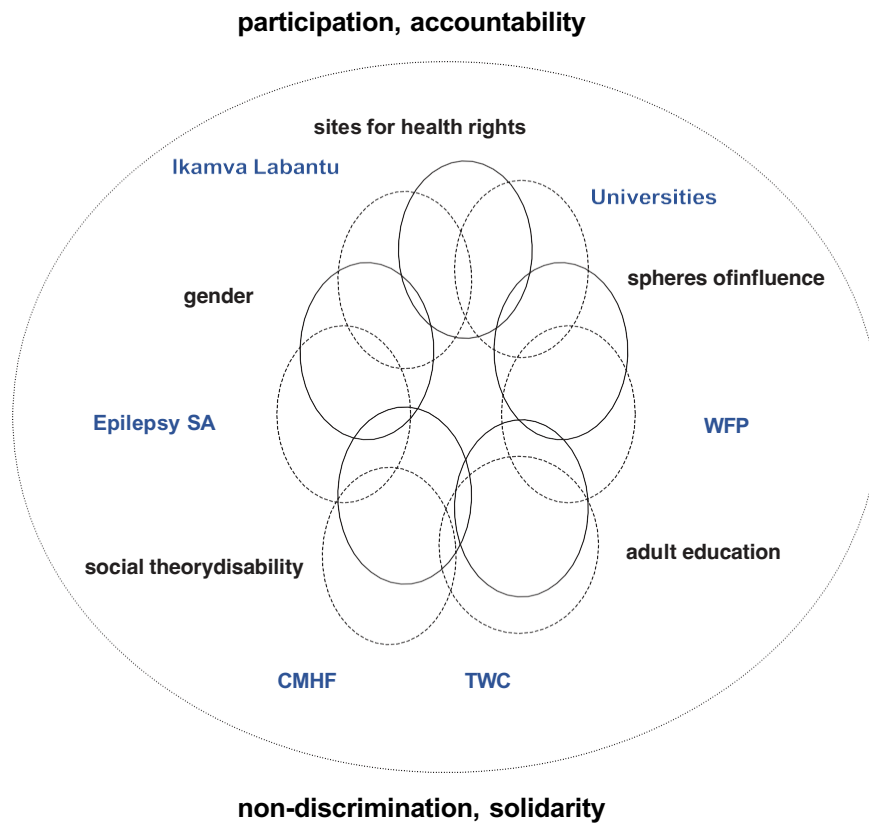 participation, accountability
sites for health rights
Ikamva Labantu
Universities
spheres ofinfluence
gender
Epilepsy SA
WFP
adult education
social theorydisability
CMHF
TWC
non-discrimination, solidarity